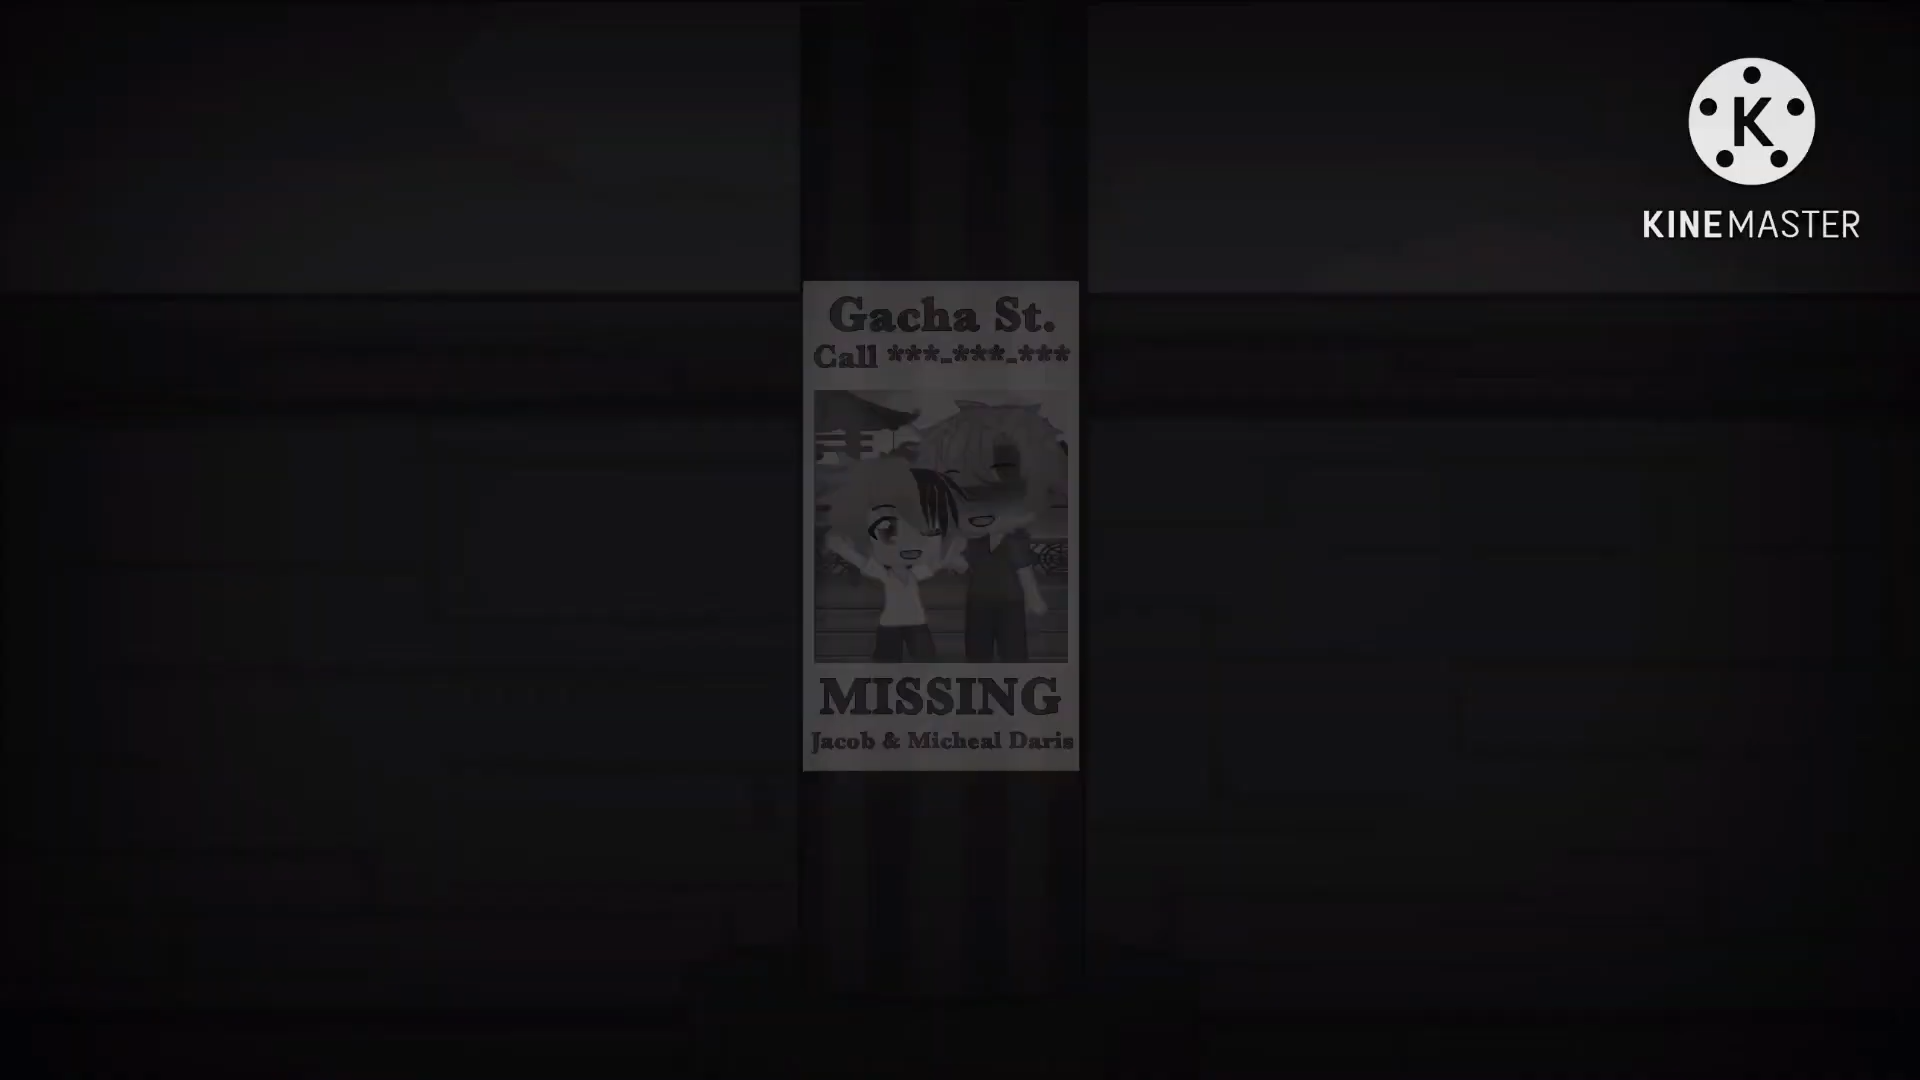 K
KINEMASTER
Gacha St.
Call ***-***-***
MISSING
Jacob & Micheal Daris